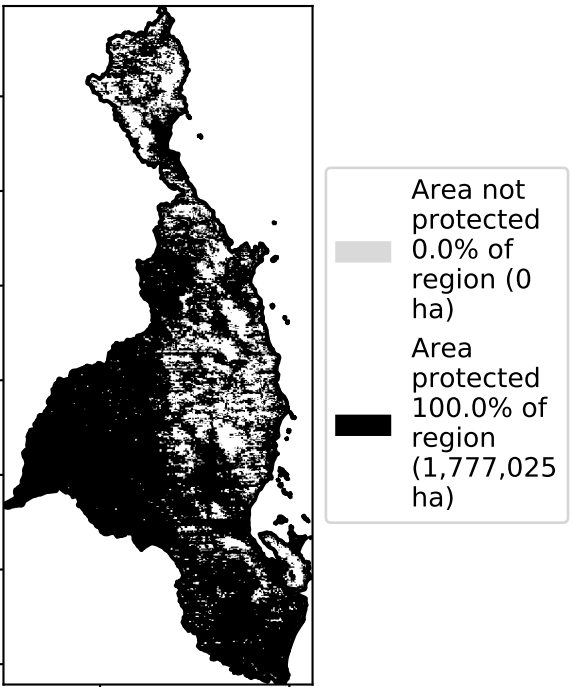 Area not
protected
0.0% of
region (0
ha)
Area
protected
100.0% of
region
(1,777,025
ha)